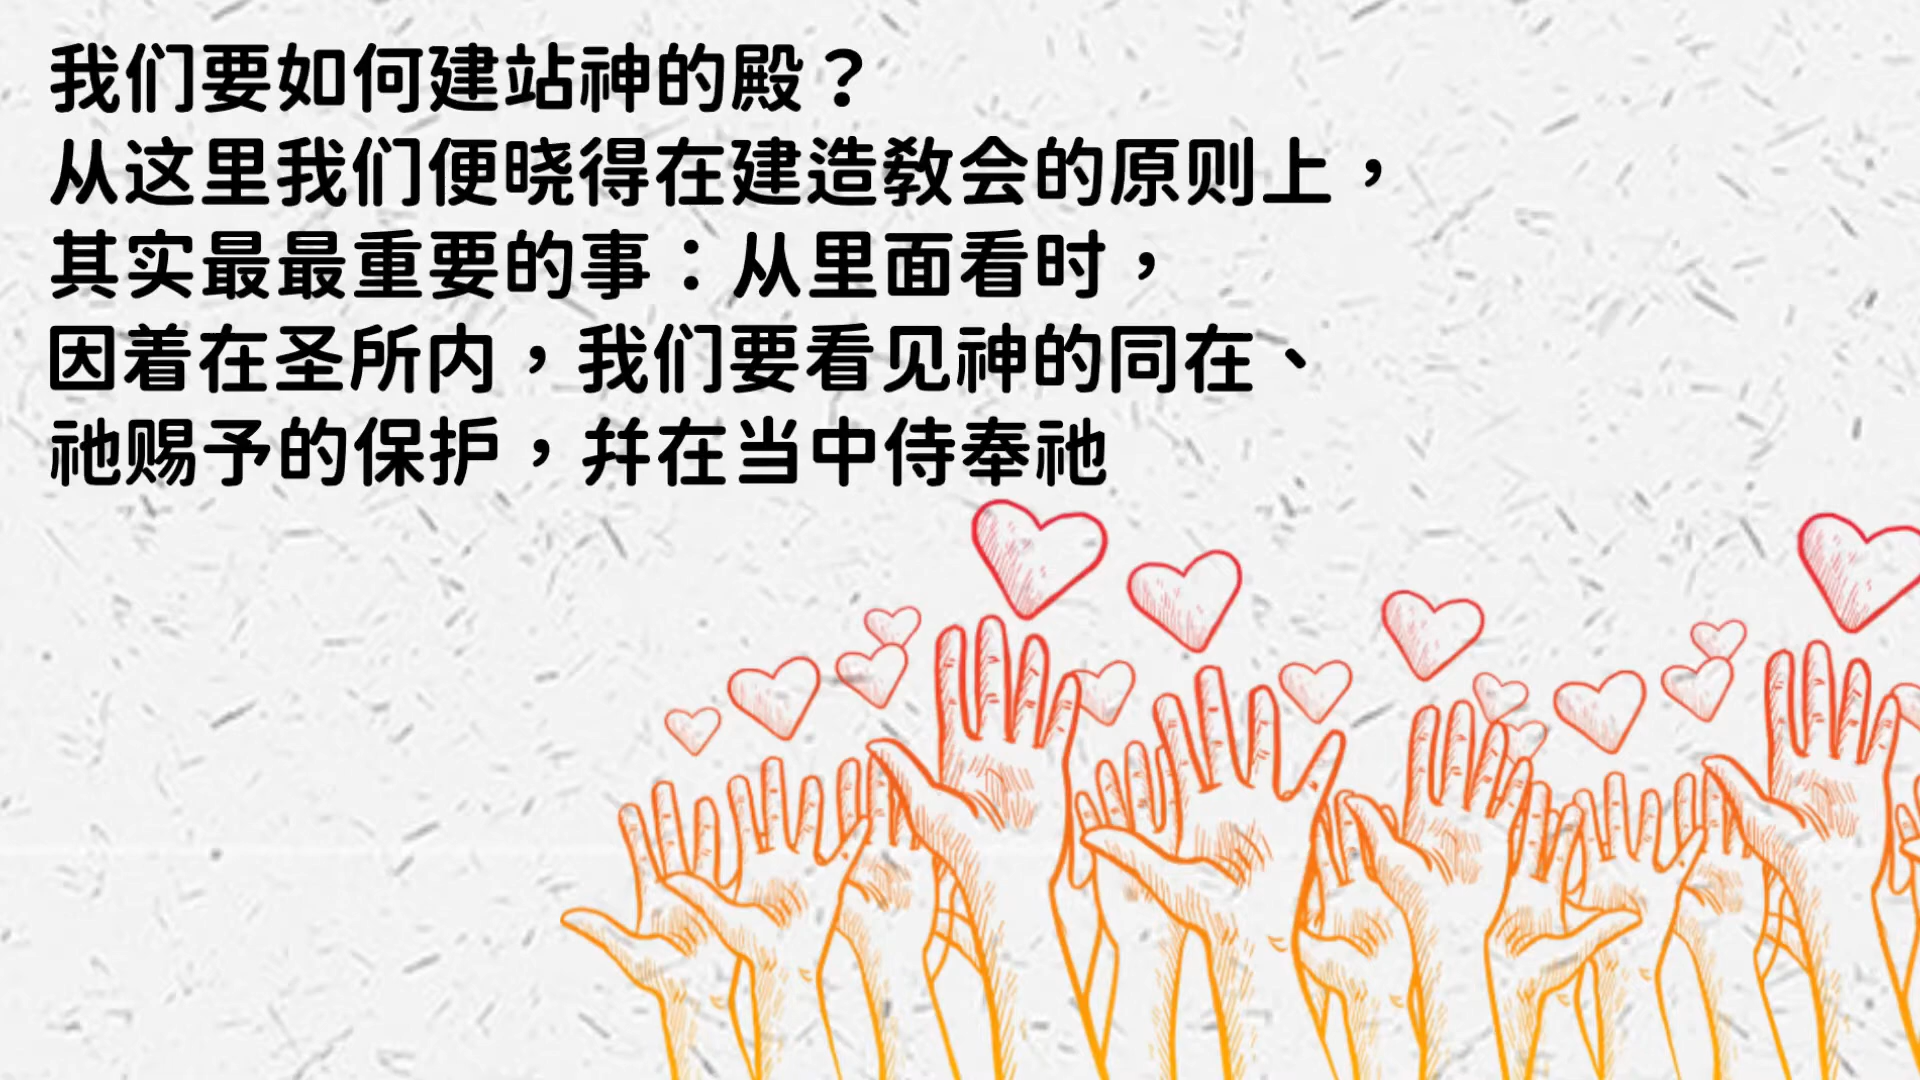 我们要如何建站神的殿？
从这里我们便晓得在建造教会的原则上，
其实最最重要的事：从里面看时，
因着在圣所内，我们要看见神的同在、
祂赐予的保护，并在当中侍奉祂